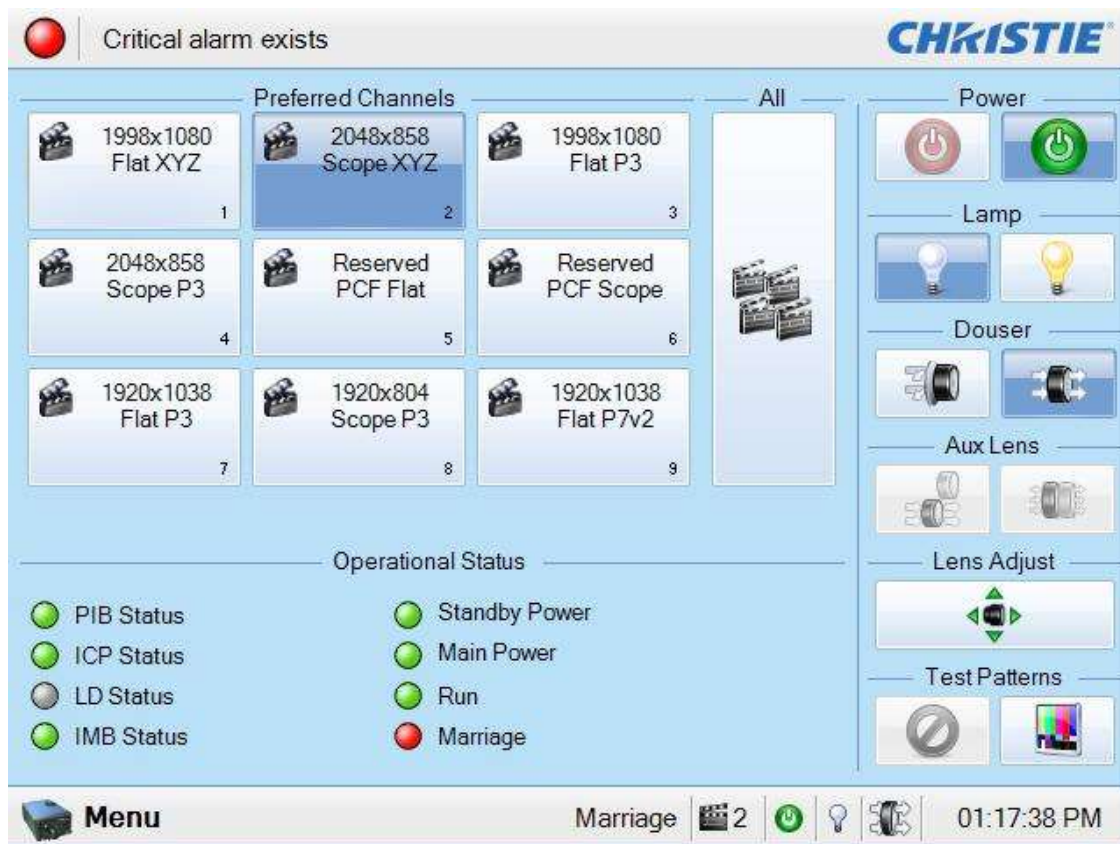 Critical alarm exists
CHRISTIE
Preferred Channels
All
Power
1998x1080
Flat XYZ
1
2048x858
Scope XYZ
2
1998x1080
Flat P3
3
Lamp
2048x858
Scope P3
4
Reserved
PCF Flat
5
Reserved
PCF Scope
6
Douser
1920x1038
Flat P3
7
1920x804
Scope P3
8
1920x1038
Flat P7v2
9
Aux Lens
Operational Status
Lens Adjust
PIB Status
Standby Power
ICP Status
Main Power
LD Status
Run
IMB Status
Marriage
Test Patterns
Menu
Marriage
2
01:17:38 PM